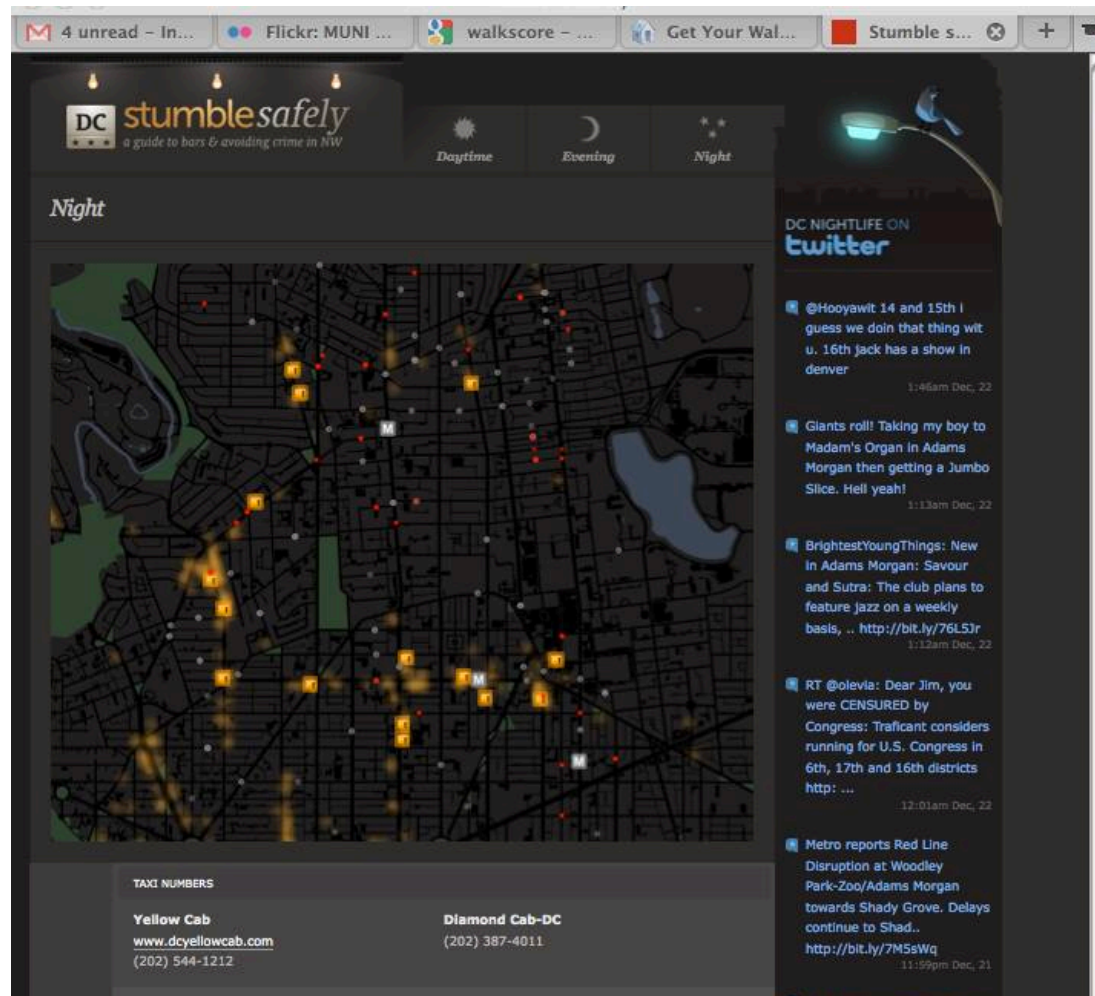 4 unread – In...
Flickr: MUNI ...
walkscore – ...
Get Your Wal...
Stumble s...
DC
stumblesafely
a guide to bars & avoiding crime in NW
Daytime
Evening
Night
Night
M
M
M
TAXI NUMBERS
Yellow Cab
www.dcyellowcab.com
(202) 544-1212
Diamond Cab-DC
(202) 387-4011
DC NIGHTLIFE ON
twitter
@Hooyawit 14 and 15th i
guess we doin that thing wit
u. 16th jack has a show in
denver
1:46am Dec, 22
Giants roll! Taking my boy to
Madam's Organ in Adams
Morgan then getting a Jumbo
Slice. Hell yeah!
1:13am Dec, 22
BrightestYoungThings: New
in Adams Morgan: Savour
and Sutra: The club plans to
feature jazz on a weekly
basis, .. http://bit.ly/76L5Jr
1:12am Dec, 22
RT @olevia: Dear Jim, you
were CENSURED by
Congress: Traficant considers
running for U.S. Congress in
6th, 17th and 16th districts
http: ...
12:01am Dec, 22
Metro reports Red Line
Disruption at Woodley
Park-Zoo/Adams Morgan
towards Shady Grove. Delays
continue to Shad..
http://bit.ly/7M5sWq
11:59pm Dec, 21